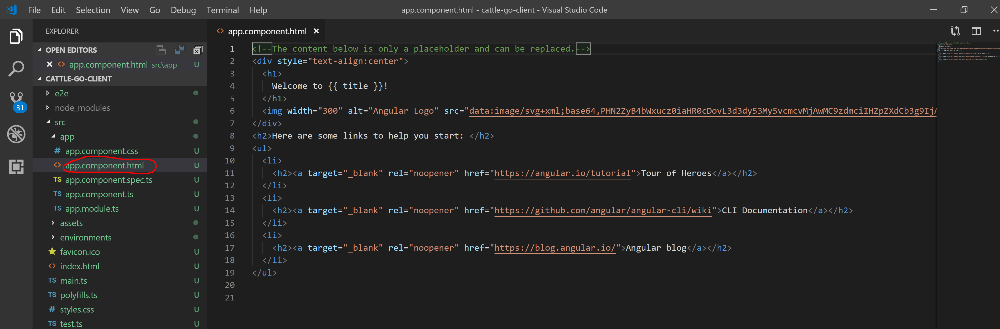 File Edit Selection View Go Debug Terminal Help app.component.html - cattle-go-client - Visual Studio Code
EXPLORER
OPEN EDITORS
app.component.html src\app U
CATTLE-GO-CLIENT
e2e
node_modules
src
app
app.component.css U
app.component.html U
TS app.component.spec.ts U
TS app.component.ts U
TS app.module.ts U
assets
environments
favicon.ico U
index.html U
TS main.ts U
TS polyfills.ts U
# styles.css U
TS test.ts U
31
app.component.html
1 <!--The content below is only a placeholder and can be replaced.-->
2 <div style="text-align:center">
3 <h1>
4 Welcome to {{ title }}!
5 </h1>
6 <img width="300" alt="Angular Logo" src="data:image/svg+xml;base64,PHN2ZyB4bWxucz0iaHR0cDovL3d3dy53My5vcmcvMjAwMC9zdmciIHZpZXdCb3g9IjA
7 </div>
8 <h2>Here are some links to help you start: </h2>
9 <ul>
10 <li>
11 <h2><a target="_blank" rel="noopener" href="https://angular.io/tutorial">Tour of Heroes</a></h2>
12 </li>
13 <li>
14 <h2><a target="_blank" rel="noopener" href="https://github.com/angular/angular-cli/wiki">CLI Documentation</a></h2>
15 </li>
16 <li>
17 <h2><a target="_blank" rel="noopener" href="https://blog.angular.io/">Angular blog</a></h2>
18 </li>
19 </ul>
20
21